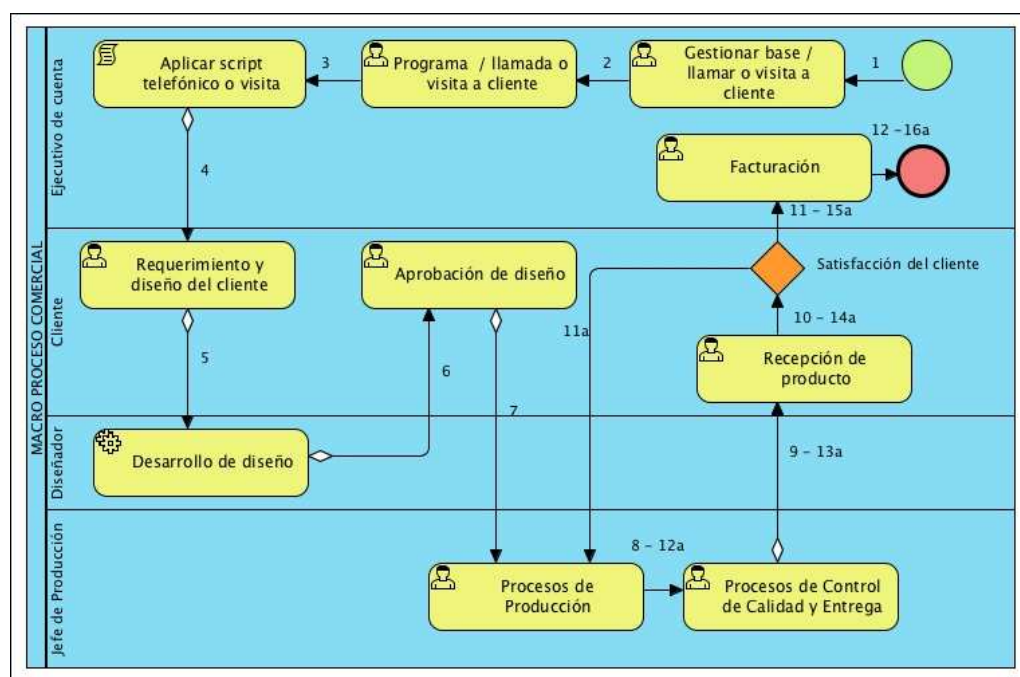 MACRO PROCESO COMERCIAL
Ejecutivo de cuenta
Aplicar script
telefónico o visita
3
Programa / llamada o
visita a cliente
2
Gestionar base /
llamar o visita a
cliente
1
12 -16a
Facturación
4
11 - 15a
Cliente
Requerimiento y
diseño del cliente
Aprobación de diseño
Satisfacción del cliente
10 - 14a
11a
5
6
Recepción de
producto
7
Diseñador
Desarrollo de diseño
9 - 13a
Jefe de Producción
8 - 12a
Procesos de
Producción
Procesos de Control
de Calidad y Entrega